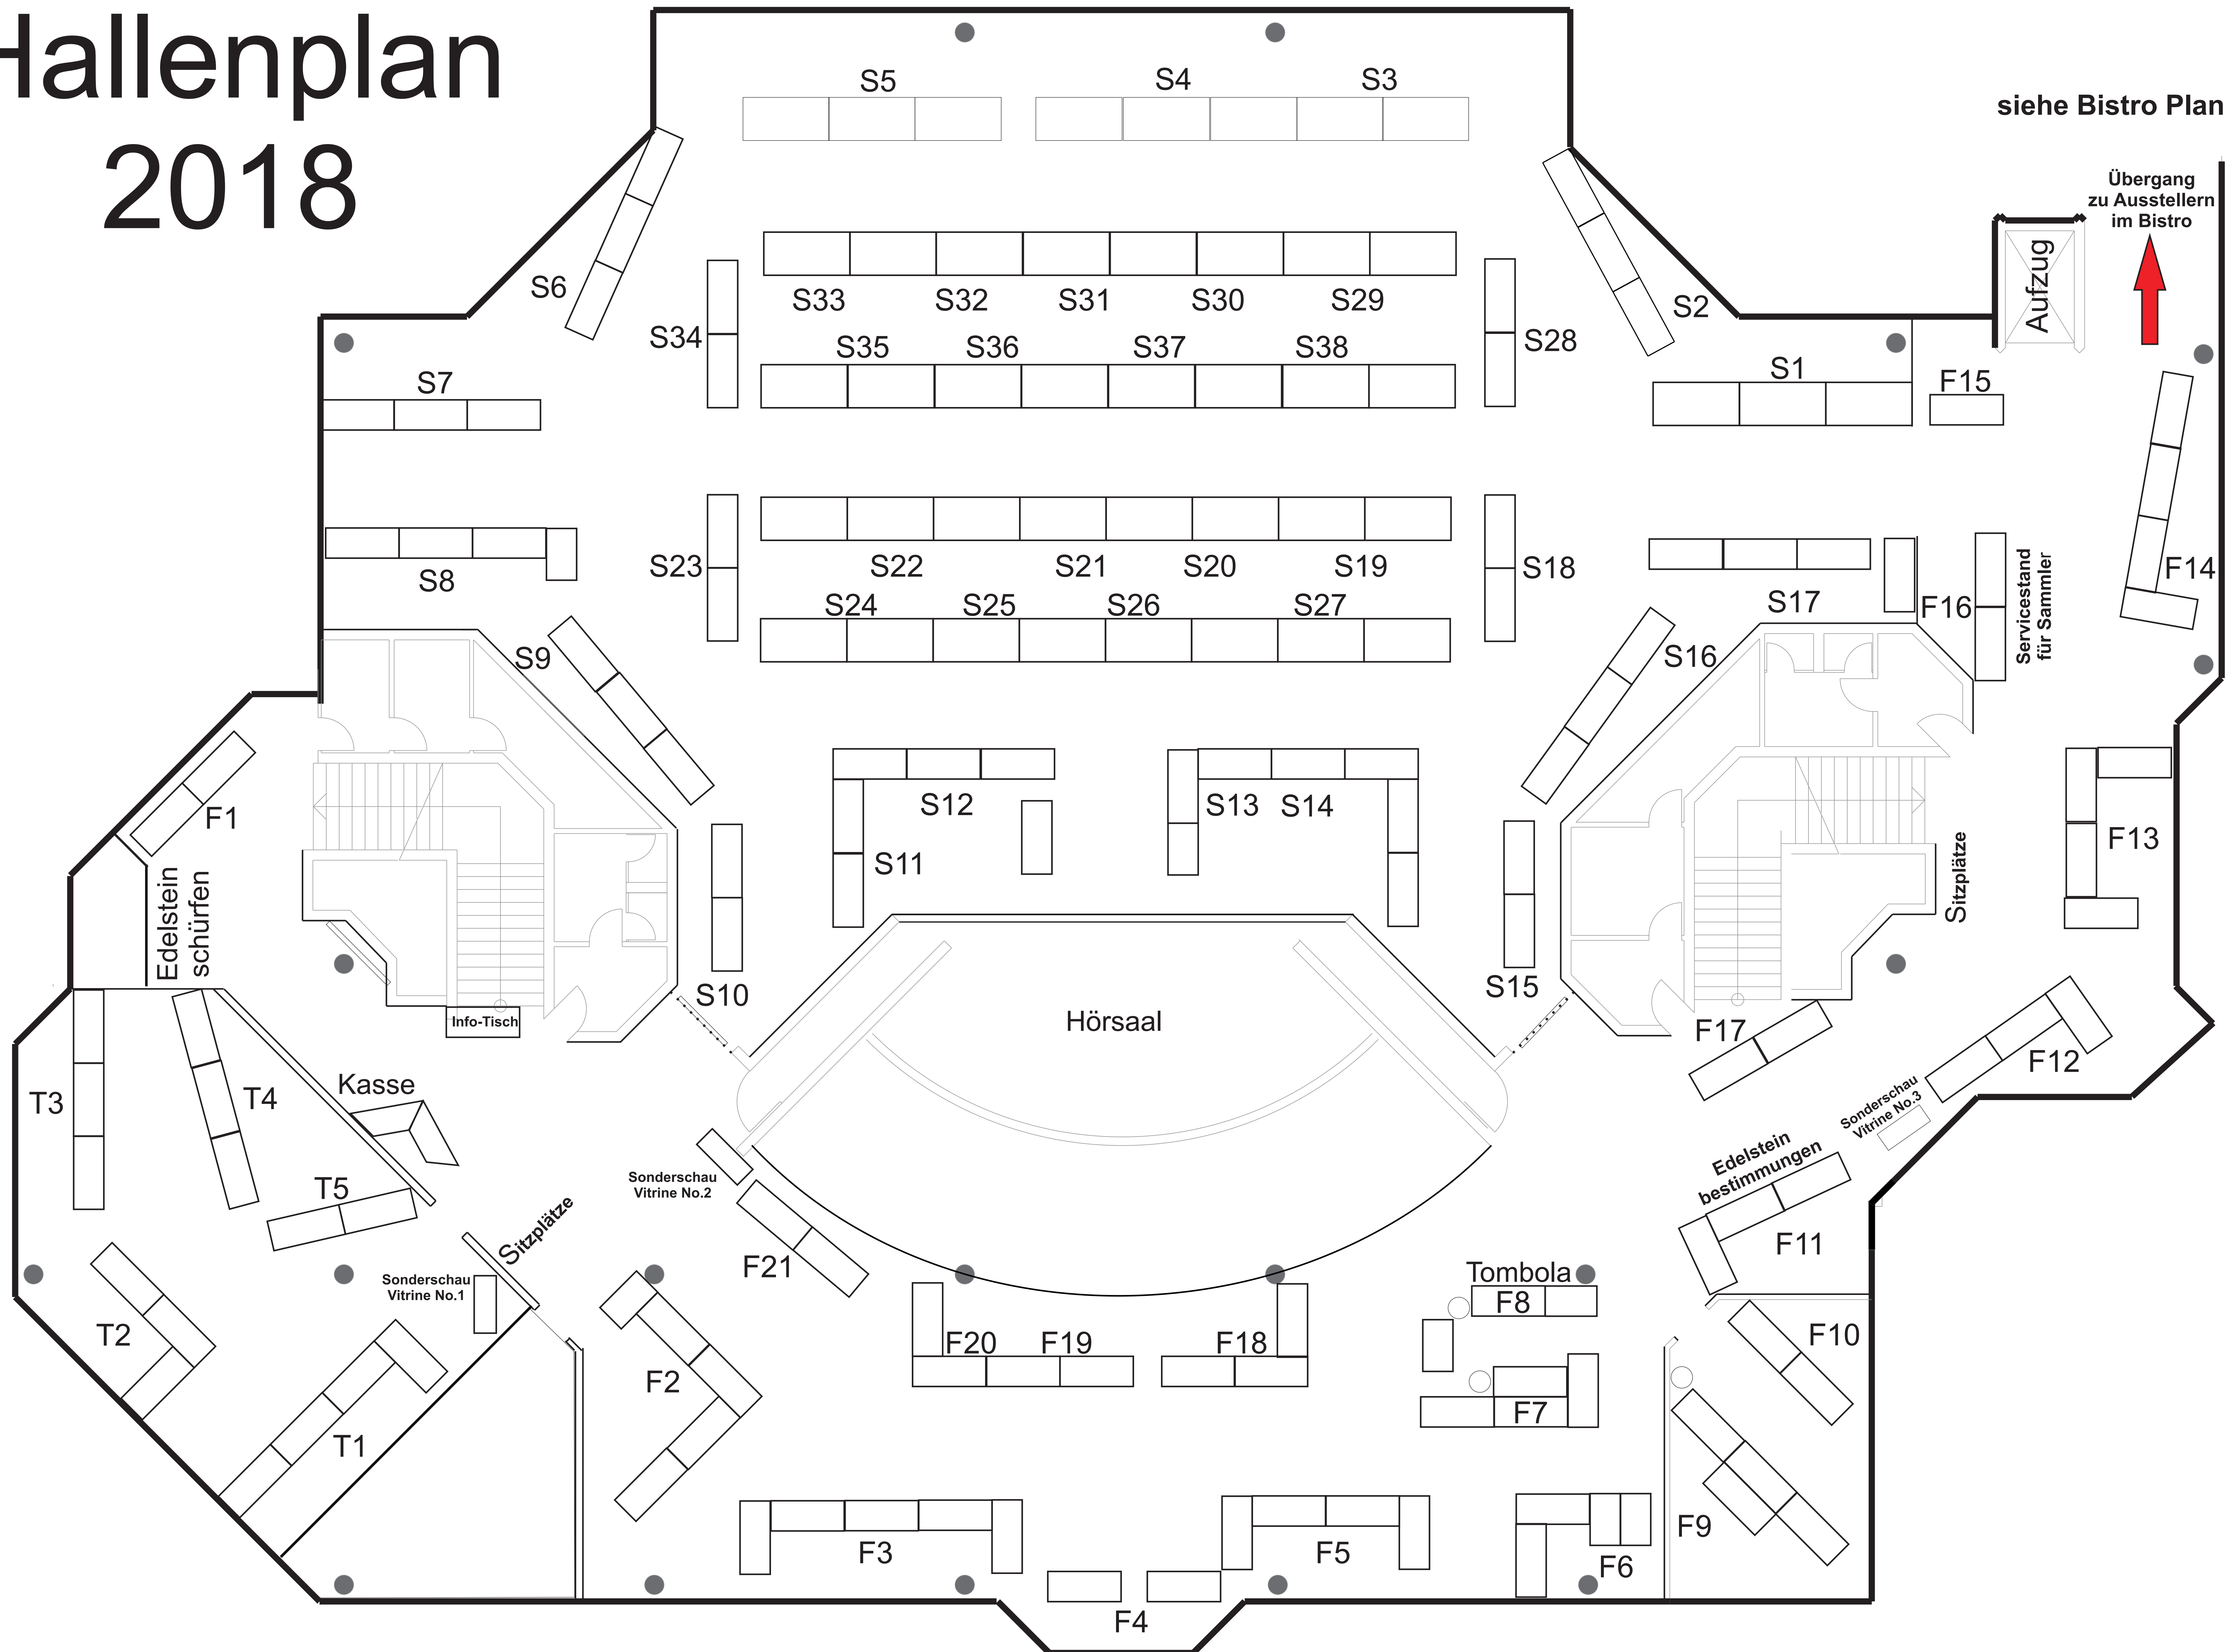 Hallenplan
2018
S5
S4
S3
siehe Bistro Plan
Übergang
zu Ausstellern
im Bistro
Aufzug
S6
S33
S32
S31
S30
S29
S2
S34
S28
S35
S36
S37
S38
S7
S1
F15
S8
S23
S22
S21
S20
S19
S18
F14
S24
S25
S26
S27
S17
F16
Servicestand
für Sammler
S9
S16
F1
S12
S13
S14
F13
S11
Edelstein
schürfen
Sitzplätze
S10
S15
Info-Tisch
Hörsaal
F17
F12
T3
T4
Kasse
Sonderschau
Vitrine No.3
Edelstein
bestimmungen
T5
Sonderschau
Vitrine No.2
Sitzplätze
F21
F11
Sonderschau
Vitrine No.1
Tombola
F8
T2
F20
F19
F18
F10
F2
F7
T1
F3
F5
F9
F6
F4